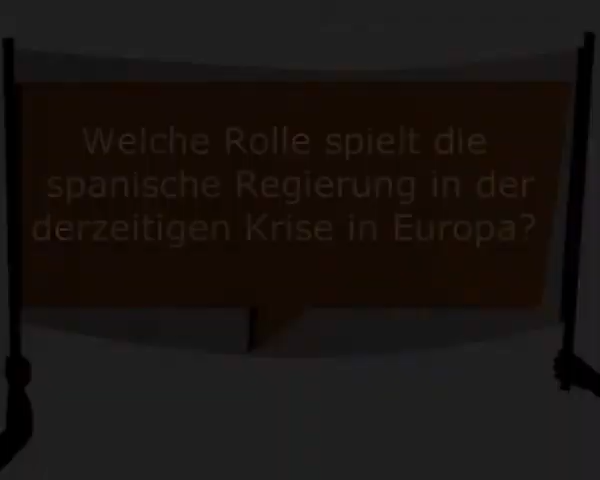 Welche Rolle spielt die
spanische Regierung in der
derzeitigen Krise in Europa?